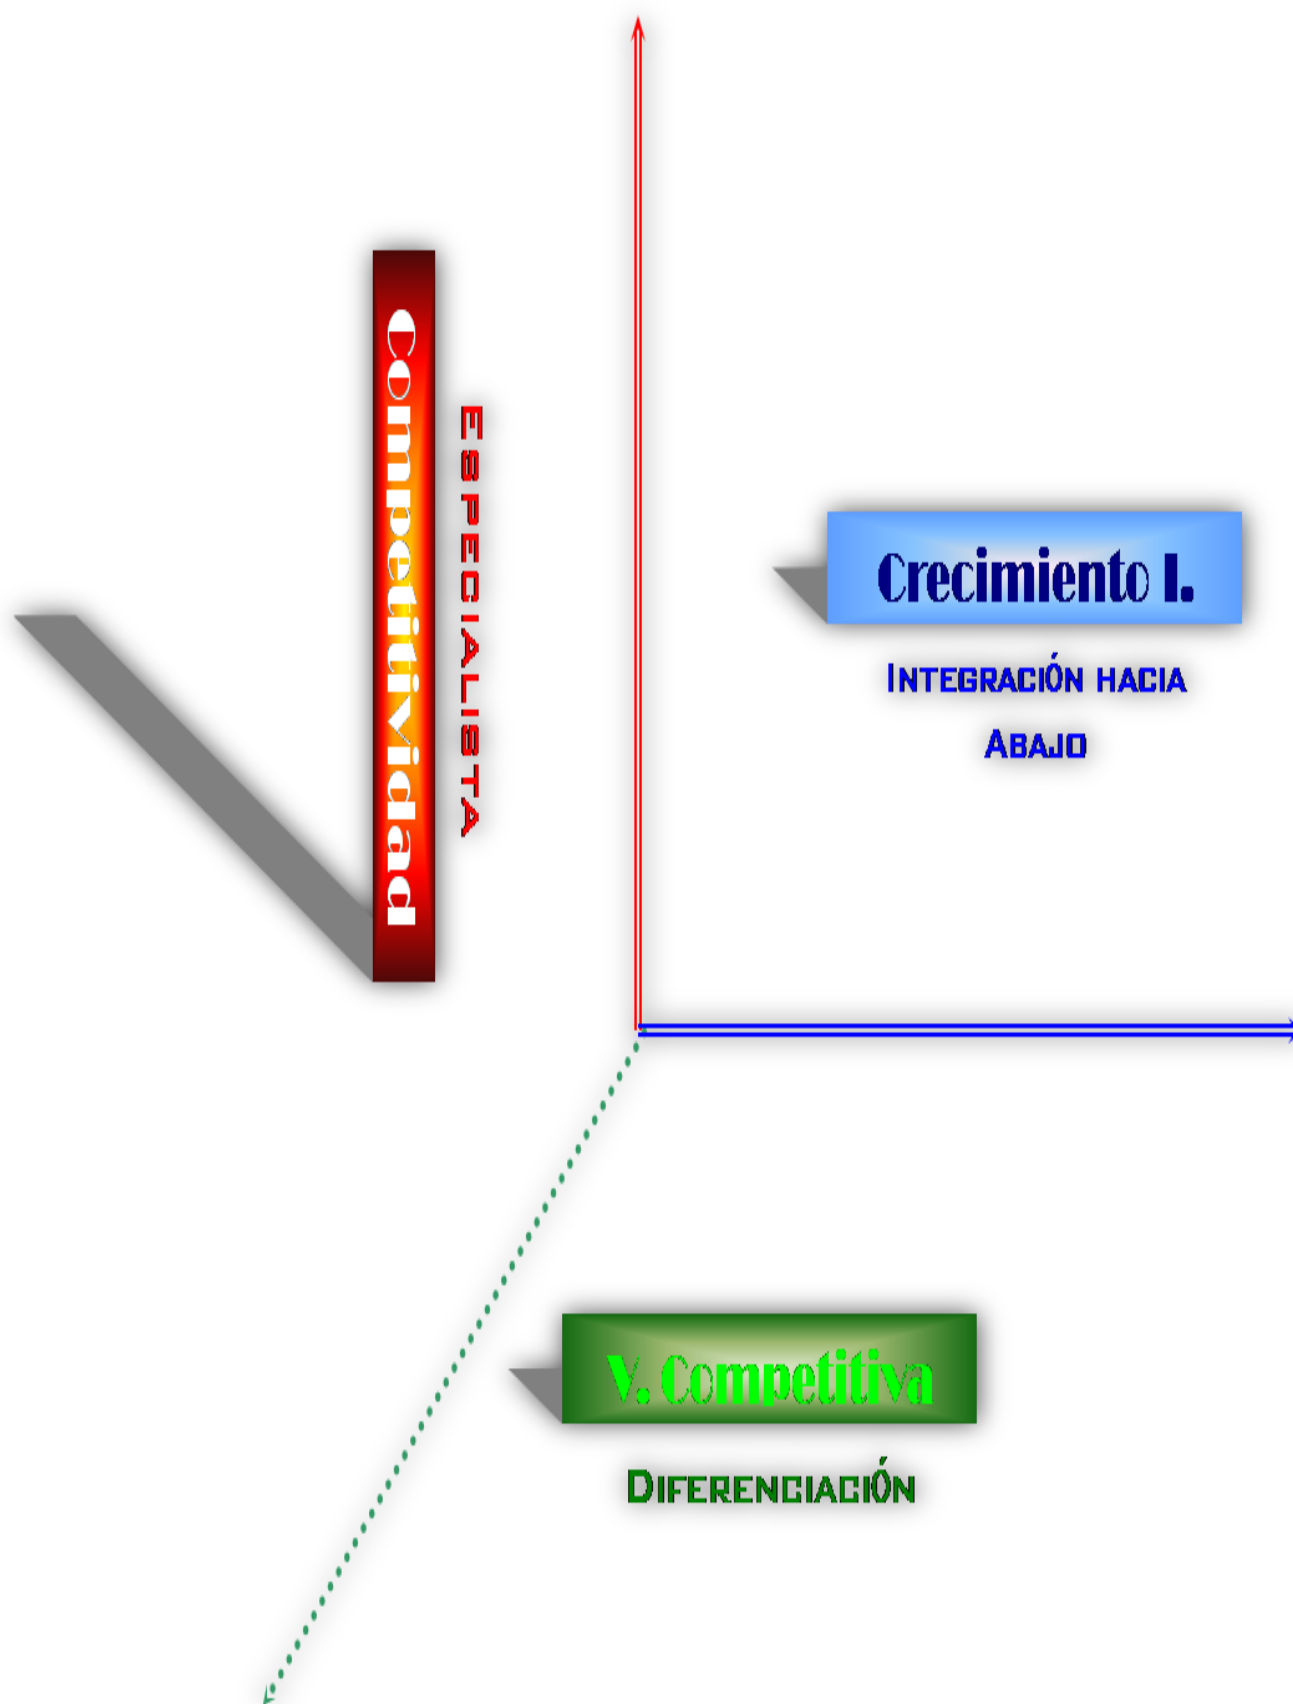 Competitividad
ESPECIALISTA
Crecimiento I.
INTEGRACIÓN HACIA
ABAJO
V. Competitiva
DIFERENCIACIÓN